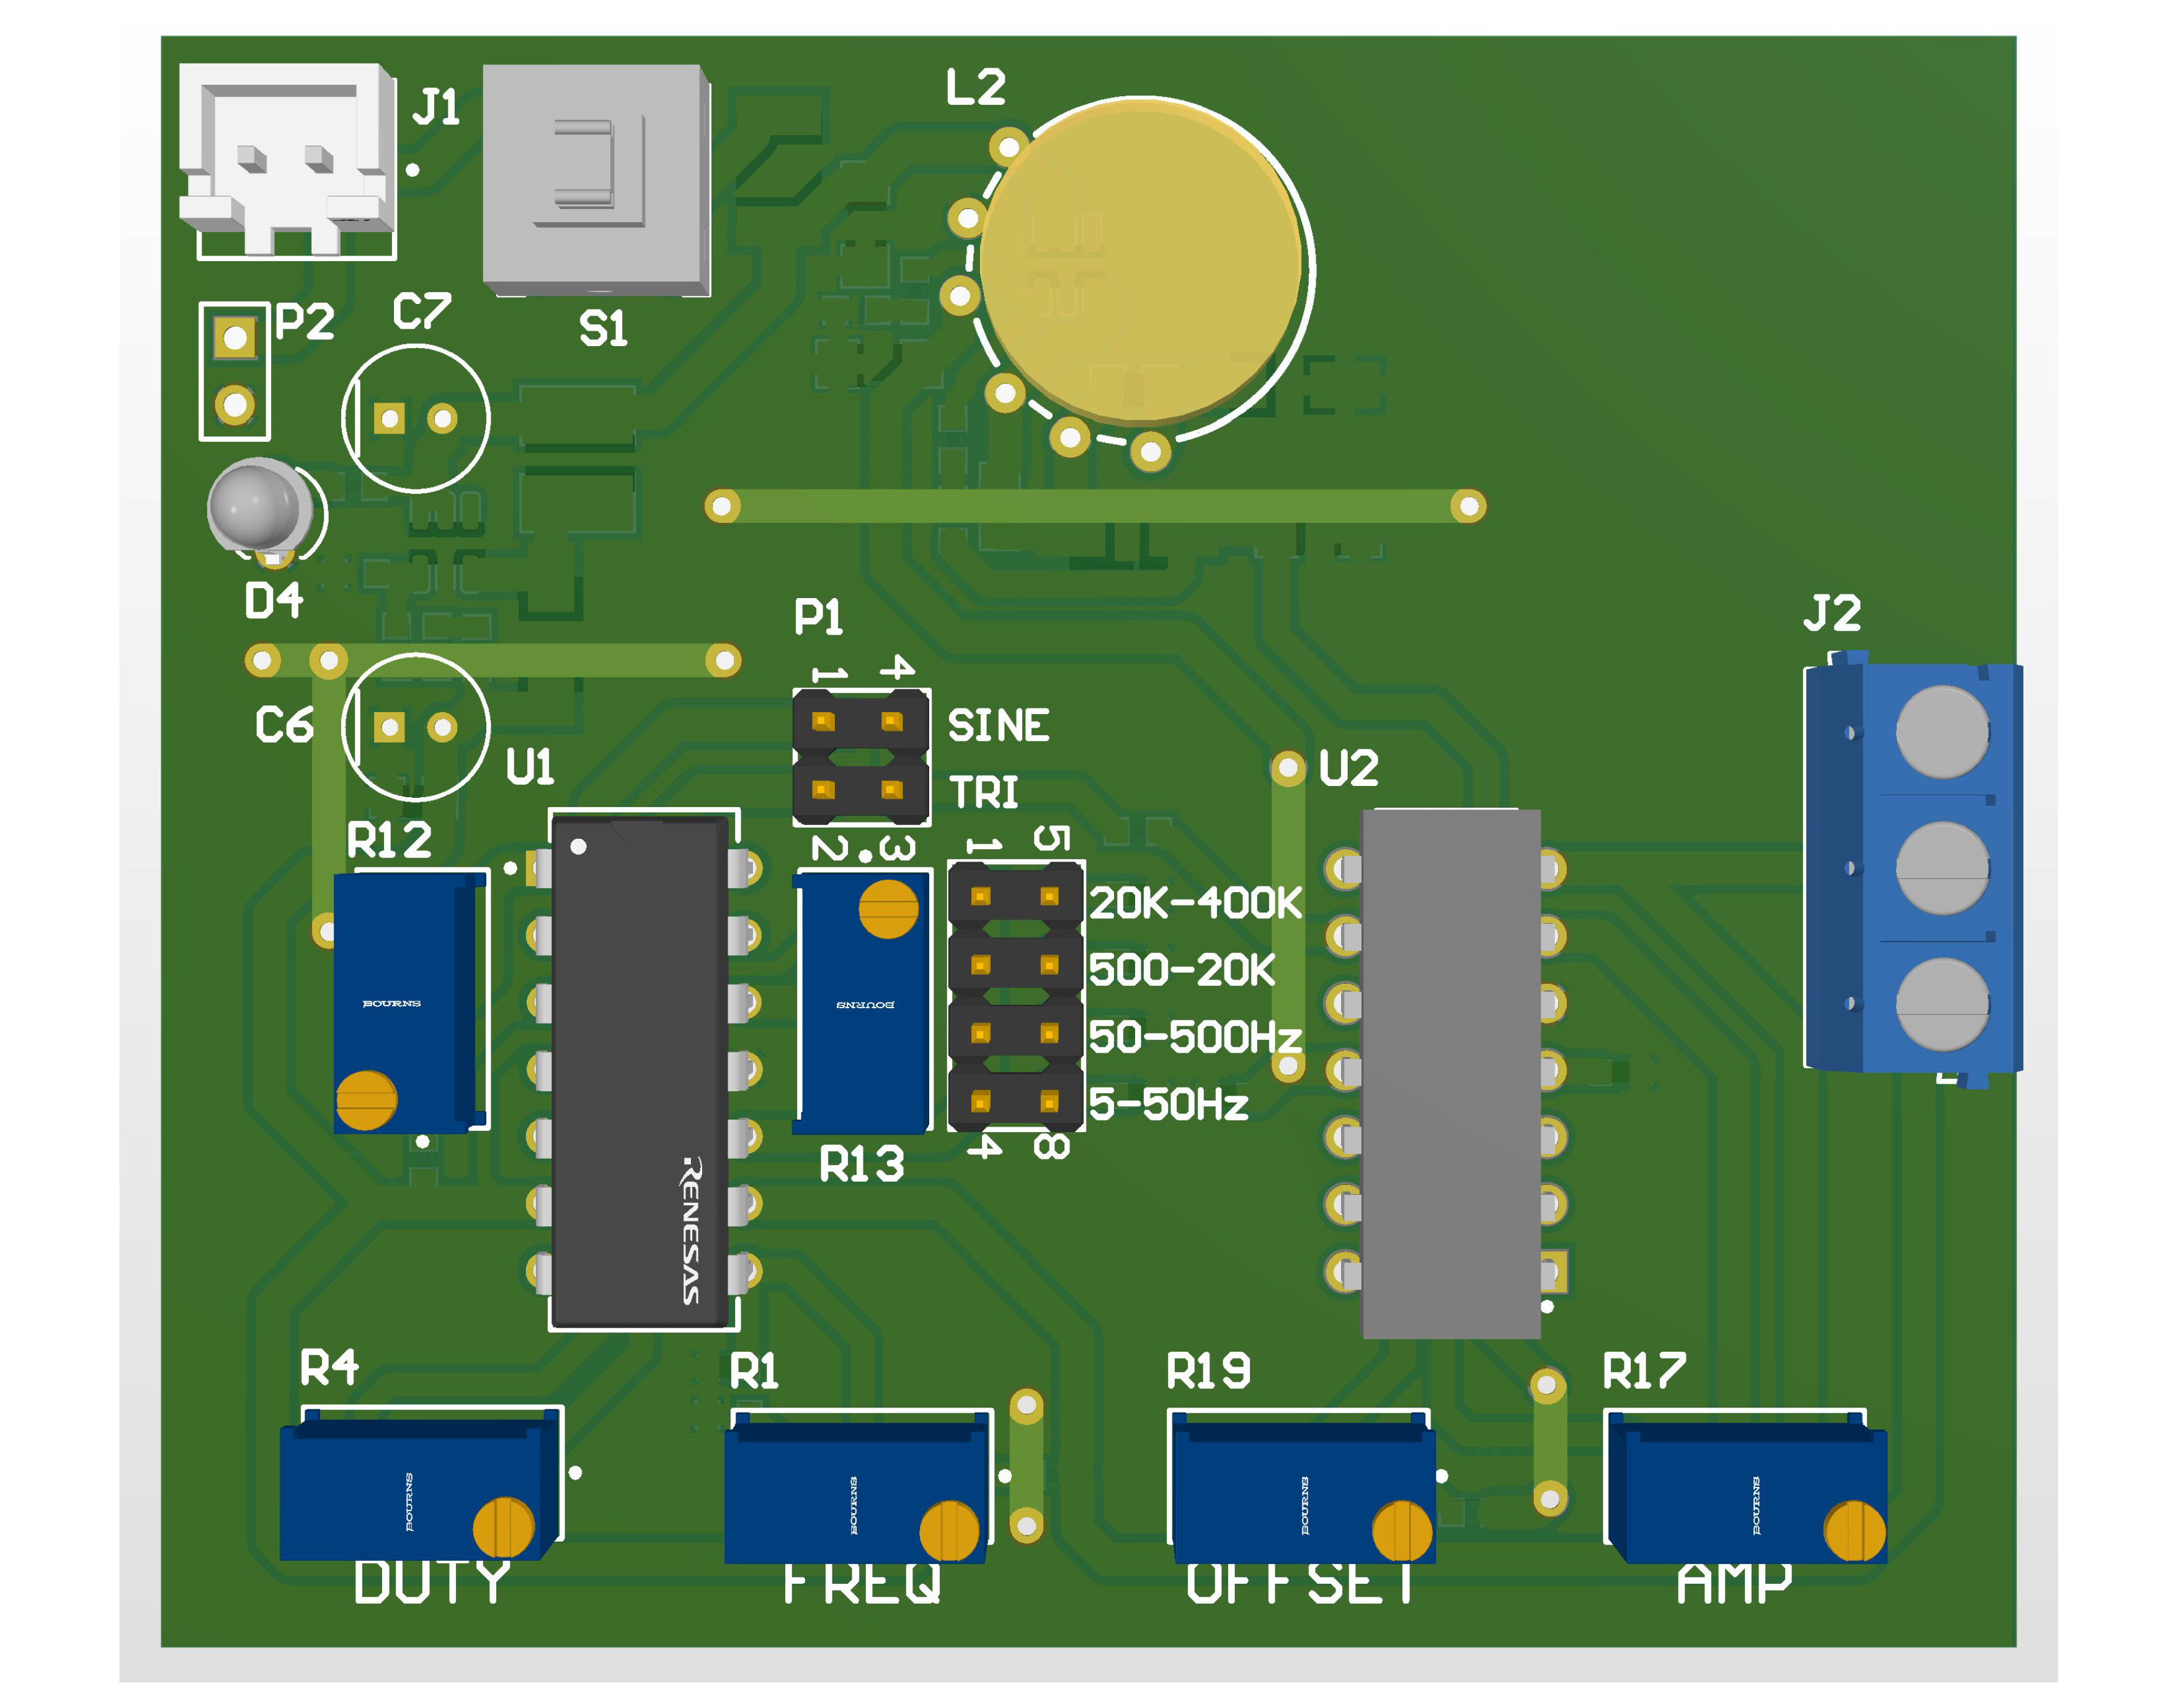 J1
L2
S1
P2
C7
D4
P1
J2
1 4
SINE
C6
U1
TRI
U2
R12
2 3
1 5
20K-400K
500-20K
BOURNS
BOURNS
50-500Hz
5-50Hz
R13
4 8
RENESAS
R4
R1
R19
R17
BOURNS
BOURNS
BOURNS
BOURNS
DUTY
FREQ
OFFSET
AMP